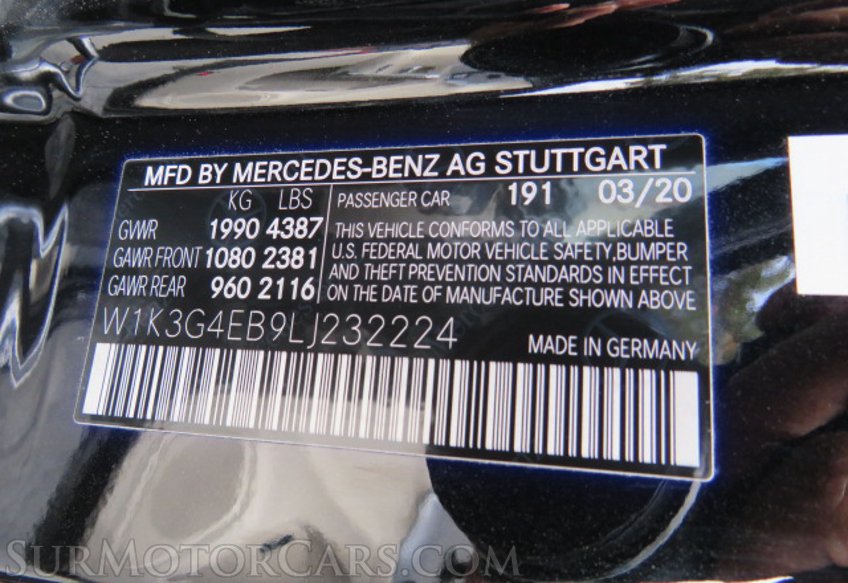 MFD BY MERCEDES-BENZ AG STUTTGART
KG LBS
GVWR 1990 4387
GAWR FRONT 1080 2381
GAWR REAR 960 2116
PASSENGER CAR 191 03/20
THIS VEHICLE CONFORMS TO ALL APPLICABLE
U.S. FEDERAL MOTOR VEHICLE SAFETY,BUMPER
AND THEFT PREVENTION STANDARDS IN EFFECT
ON THE DATE OF MANUFACTURE SHOWN ABOVE
W1K3G4EB9LJ232224
MADE IN GERMANY
SurMotorCars.com